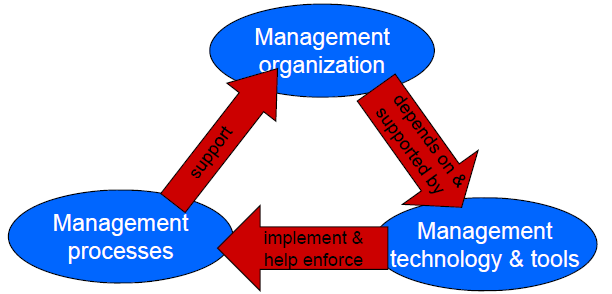 Management
organization
depends on &
supported by
support
Management
processes
implement &
help enforce
Management
technology & tools